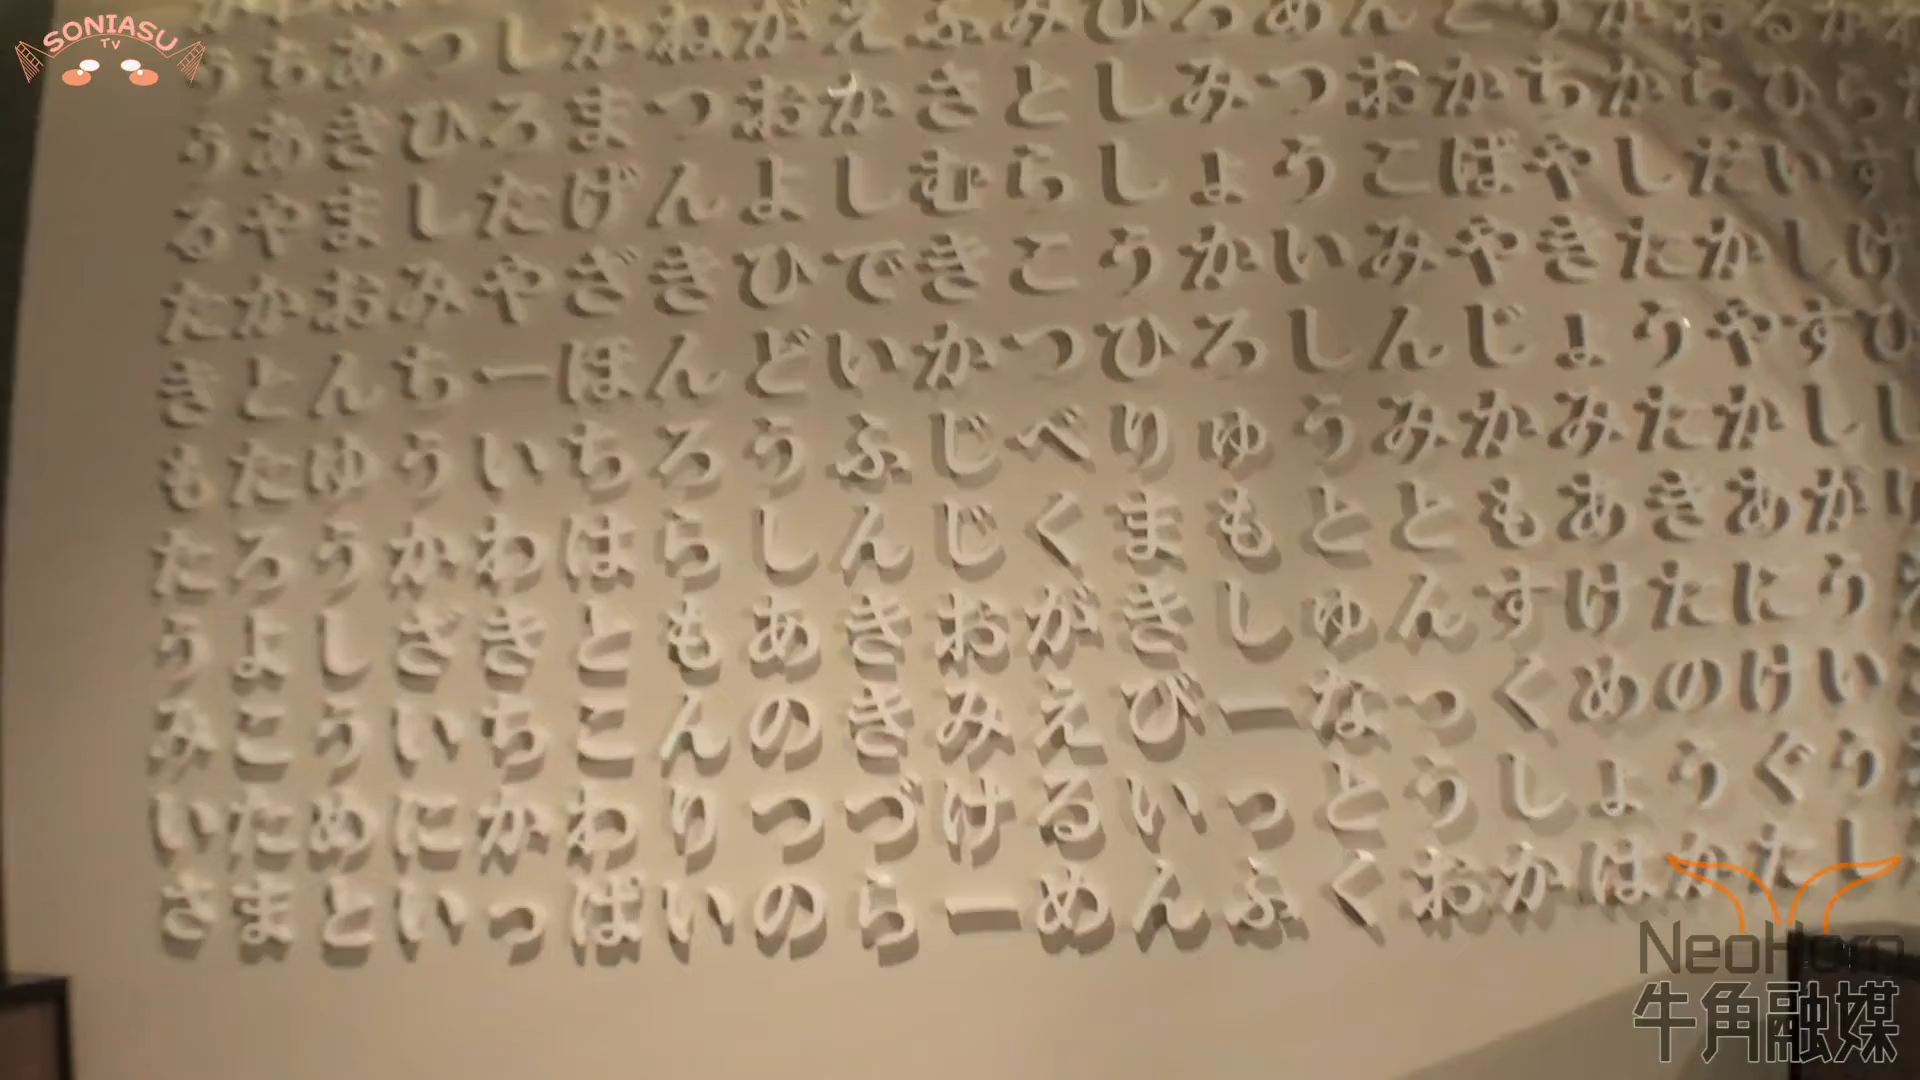 SONIASU
TV
うちあつしかねがえふみひろめんどうがおるか
うあぎひろまつおかさとしみつおかちからひら
るやましたげんよしむらしょうこばやしだいす
たかおみやざきひできこうかいみやきたかしげ
きとんちーほんどいかつひろしんじょうやすひ
もたゆういちろうふじべりゅうみかみたかしし
たろうかわはらしんじくまもとともあきあがり
うよしざきともあきおがきしゅんすけたにう
みこういちこんのきみえびーなっくめのけい
いためにかわりつづけるいっとうしょうぐう
さまといっぱいのらーめんふくおかはかたし
NeoHorn
牛角融媒